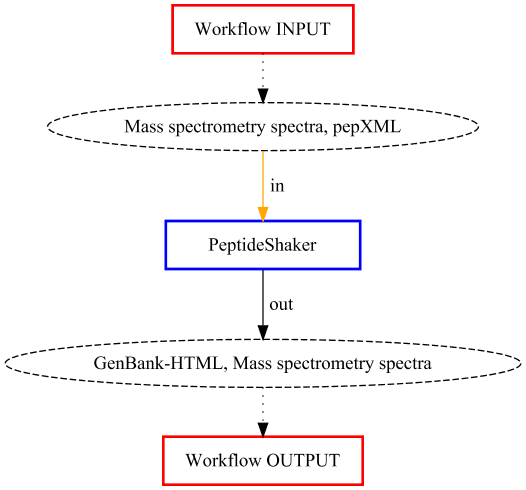 Workflow INPUT
Mass spectrometry spectra, pepXML
in
PeptideShaker
out
GenBank-HTML, Mass spectrometry spectra
Workflow OUTPUT